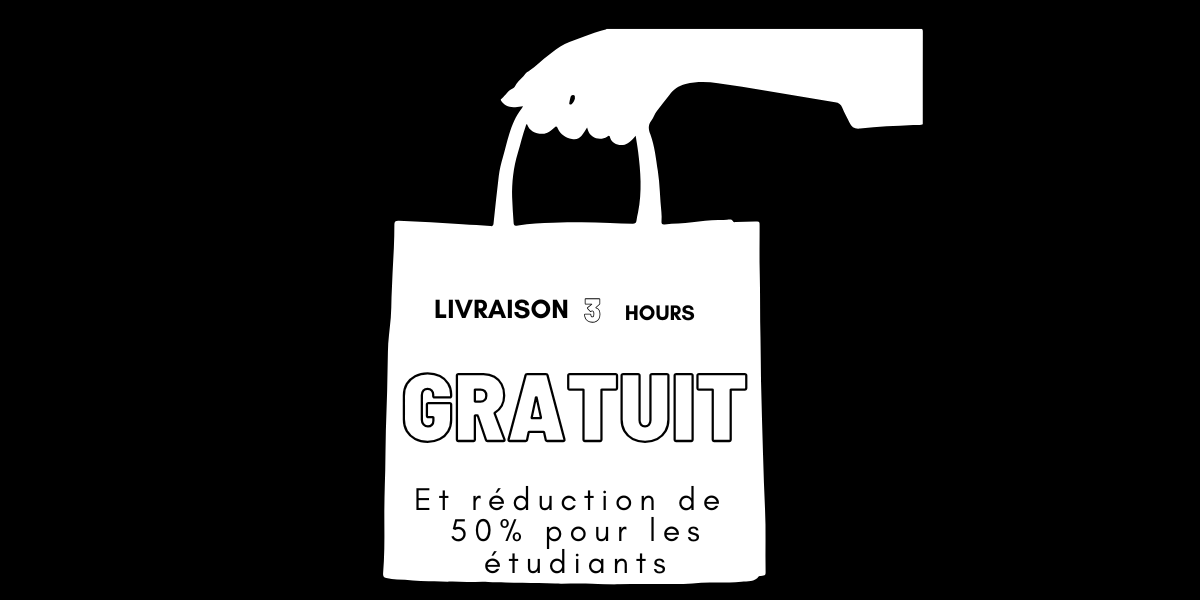 LIVRAISON 3 HOURS
GRATUIT
Et réduction de
50% pour les
étudiants